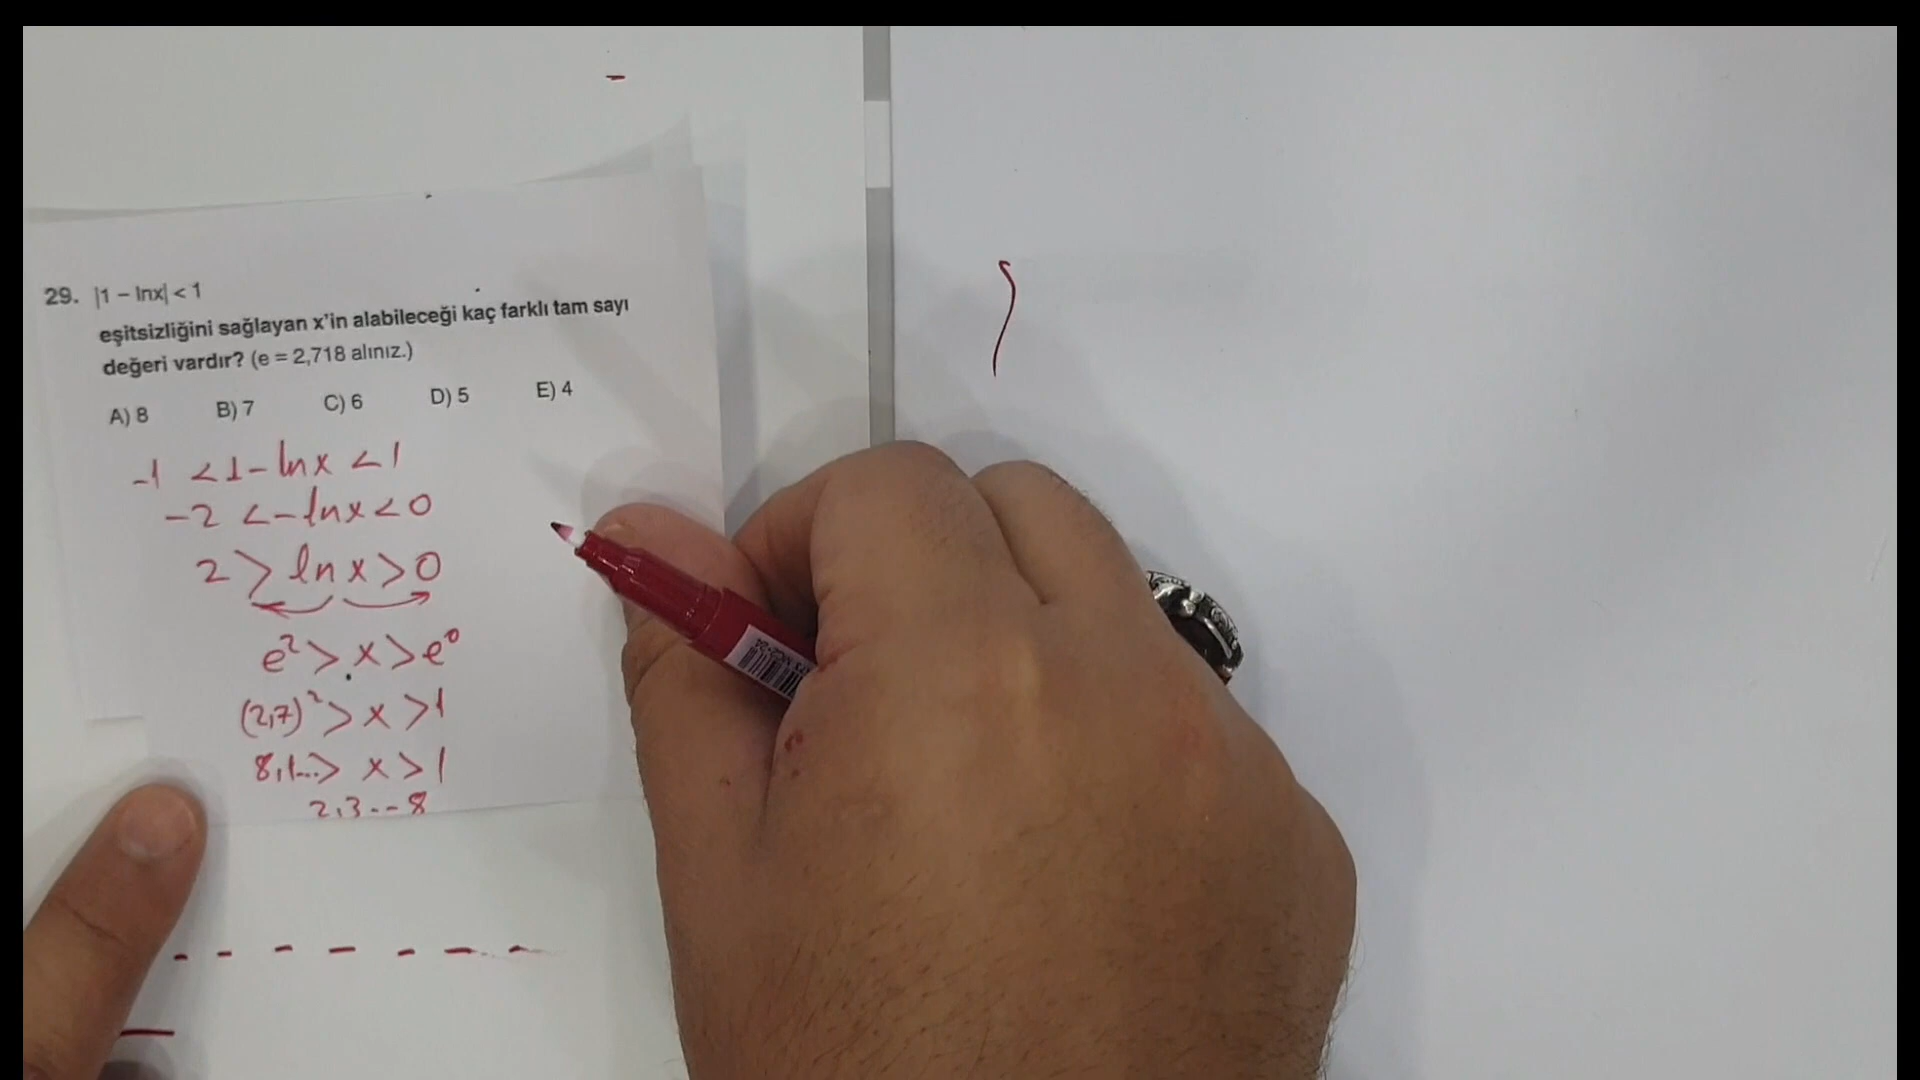 29. |1 – lnx| < 1
eşitsizliğini sağlayan x'in alabileceği kaç farklı tam sayı
değeri vardır? (e = 2,718 alınız.)
A) 8 B) 7 C) 6 D) 5 E) 4
-1 < 1 - lnx < 1
-2 < - lnx < 0
2 > lnx > 0
e² > x > e⁰
(2,7)² > x > 1
8,1... > x > 1
2,3...8